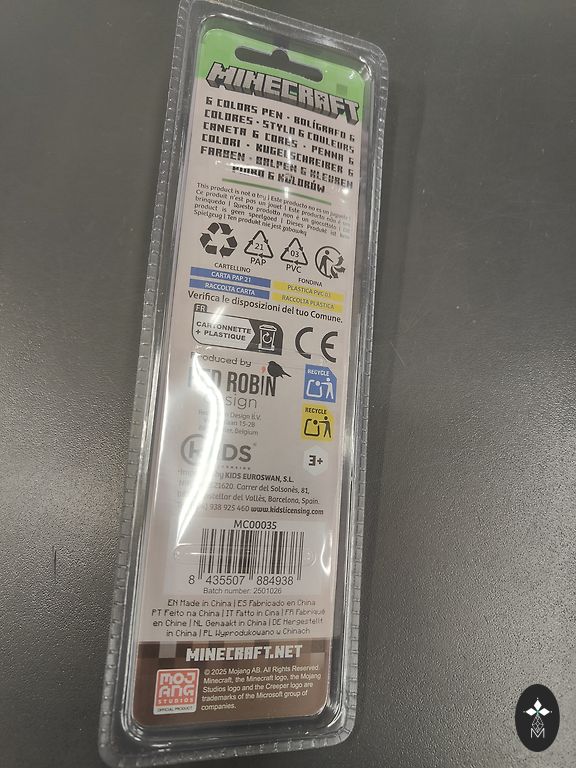 MINECRAFT
6 COLORS PEN · BOLÍGRAFO 6
COLORES · STYLO 6 COULEURS
CANETA 6 CORES · PENNA 6
COLORI · KUGELSCHREIBER 6
FARBEN · BALPEN 6 KLEUREN
This product is not a toy | Este producto no es un juguete |
Ce produit n'est pas un jouet | Este produto não é um
brinquedo | Questo prodotto non è un giocattolo |
product is geen speelgoed | Dieses Produkt ist kein
Spielzeug | Ten produkt nie jest zabawką
21
PAP
03
PVC
CARTELLINO
CARTA PAP 21
RACCOLTA CARTA
FONDINA
PLASTICA PVC 03
RACCOLTA PLASTICA
Verifica le disposizioni del tuo Comune.
FR
CARTONNETTE
+ PLASTIQUE
CE
Produced by
RED ROBIN
Design B.V.
15-2B
Belgium
RECYCLE
RECYCLE
KIDS
3+
by KIDS EUROSWAN, S.L.
21620. Carrer del Solsonès, 81,
del Vallès, Barcelona, Spain.
938 925 460 www.kidslicensing.com
MC00035
8 435507 884938
Batch number: 2501026
EN Made in China | ES Fabricado en China
PT Feito na China | IT Fatto in Cina | FR Fabriqué
en Chine | NL Gemaakt in China | DE Hergestellt
in China | PL Wyprodukowano w Chinach
MINECRAFT.NET
MOJ
ANG
STUDIOS
OFFICIAL PRODUCT
© 2025 Mojang AB. All Rights Reserved.
Minecraft, the Minecraft logo, the Mojang
Studios logo and the Creeper logo are
trademarks of the Microsoft group of
companies.
M